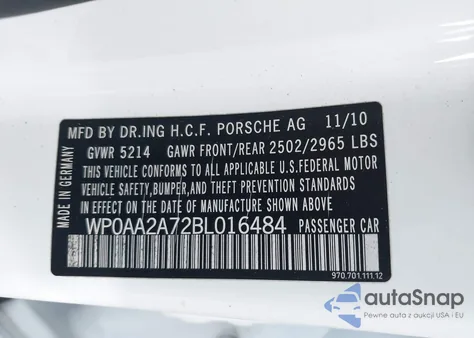 MFD BY DR.ING H.C.F. PORSCHE AG 11/10
GVWR 5214 GAWR FRONT/REAR 2502/2965 LBS
THIS VEHICLE CONFORMS TO ALL APPLICABLE U.S.FEDERAL MOTOR
VEHICLE SAFETY,BUMPER,AND THEFT PREVENTION STANDARDS IN
EFFECT ON THE DATE OF MANUFACTURE SHOWN ABOVE.
WP0AA2A72BL016484 PASSENGER CAR
MADE IN GERMANY
970.701.111.12
autoSnap
Pewne auta z aukcji USA i EU